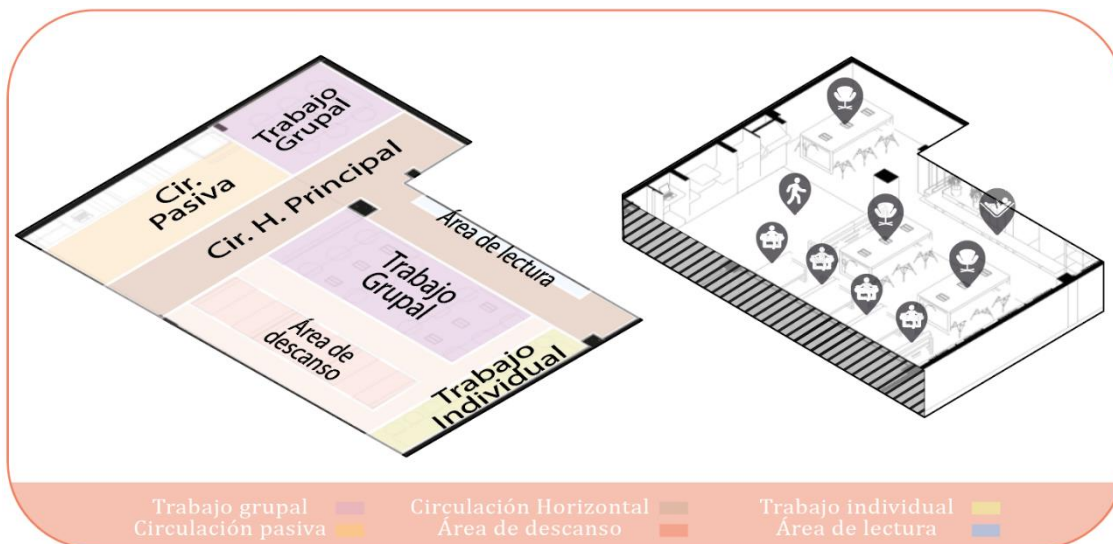 Trabajo
Grupal
Cir.
Pasiva
Cir. H. Principal
Área de lectura
Trabajo
Grupal
Área de
descanso
Trabajo
Individual
Trabajo grupal
Circulación Horizontal
Trabajo individual
Circulación pasiva
Área de descanso
Área de lectura